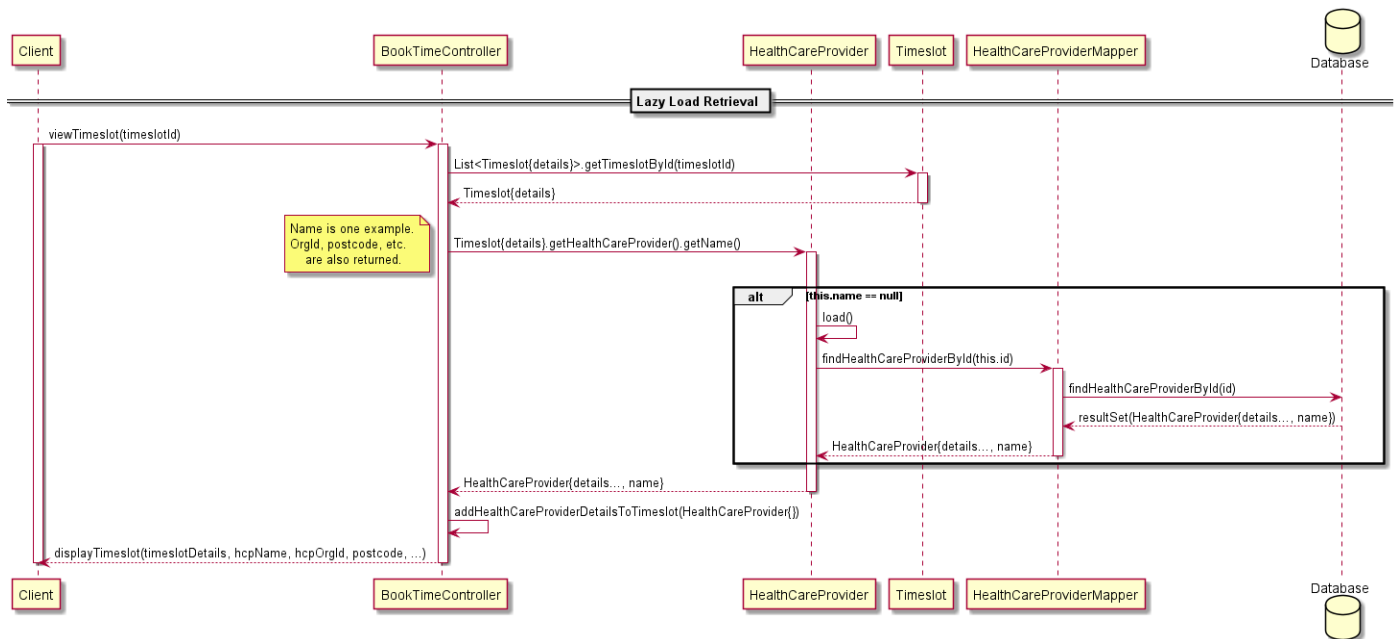 Client
BookTimeController
HealthCareProvider
Timeslot
HealthCareProviderMapper
Database
Lazy Load Retrieval
viewTimeslot(timeslotId)
List<Timeslot{details}>.getTimeslotById(timeslotId)
Timeslot{details}
Name is one example.
OrgId, postcode, etc.
are also returned.
Timeslot{details}.getHealthCareProvider().getName()
alt
[this.name == null]
load()
findHealthCareProviderById(this.id)
findHealthCareProviderById(id)
resultSet(HealthCareProvider{details..., name})
HealthCareProvider{details..., name}
HealthCareProvider{details..., name}
addHealthCareProviderDetailsToTimeslot(HealthCareProvider{})
displayTimeslot(timeslotDetails, hcpName, hcpOrgId, postcode, ...)
Client
BookTimeController
HealthCareProvider
Timeslot
HealthCareProviderMapper
Database